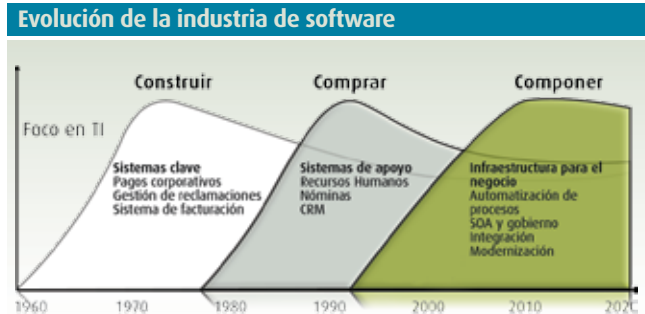 Evolución de la industria de software
Construir
Comprar
Componer
Foco en TI
Sistemas clave
Pagos corporativos
Gestión de reclamaciones
Sistema de facturación
Sistemas de apoyo
Recursos Humanos
Nóminas
CRM
Infraestructura para el
negocio
Automatización de
procesos
SOA y gobierno
Integración
Modernización
1960 1970 1980 1990 2000 2010 2020